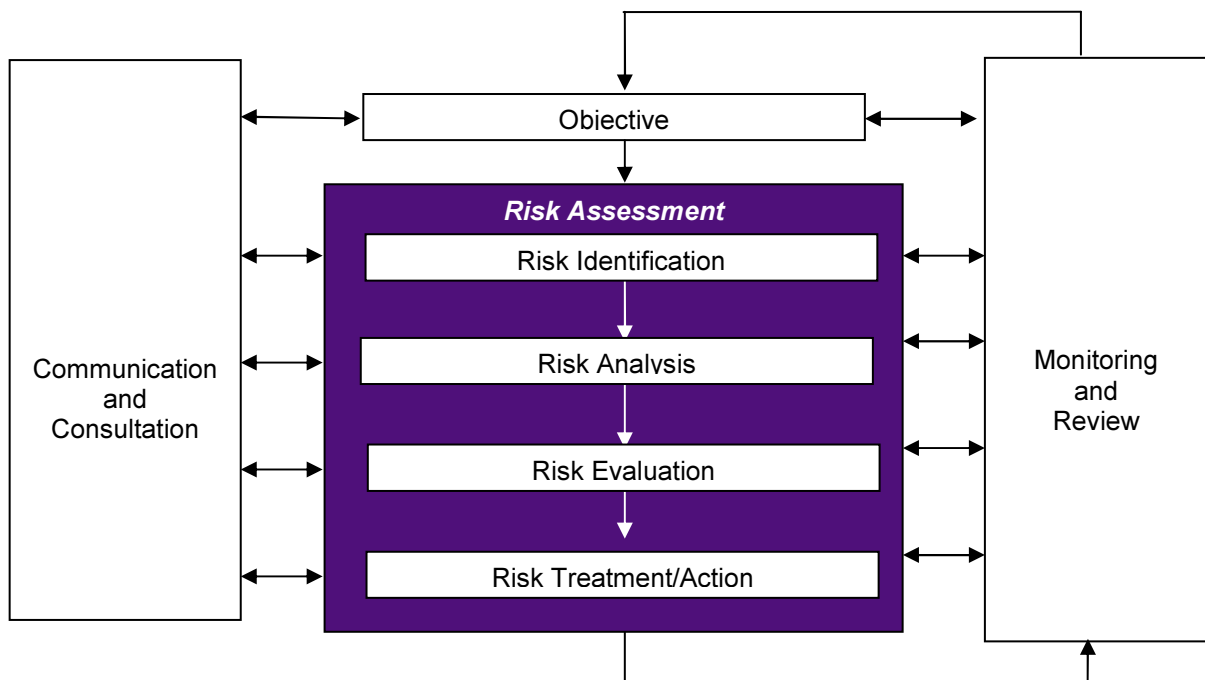 Objective
Risk Assessment
Risk Identification
Risk Analysis
Risk Evaluation
Risk Treatment/Action
Communication
and
Consultation
Monitoring
and
Review